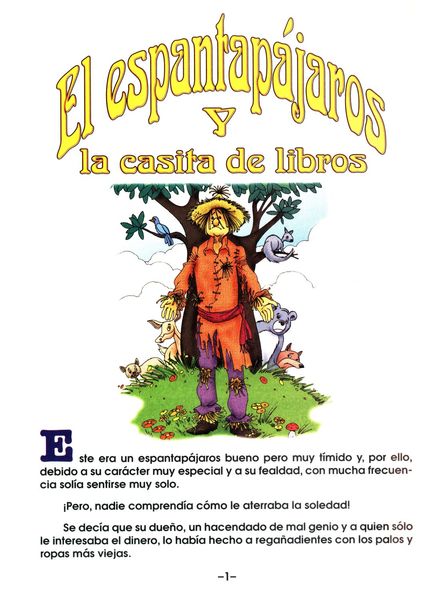 El espantapájaros
y
la casita de libros
Este era un espantapájaros bueno pero muy tímido y, por ello,
debido a su carácter muy especial y a su fealdad, con mucha frecuen-
cia solía sentirse muy solo.
¡Pero, nadie comprendía cómo le aterraba la soledad!
Se decía que su dueño, un hacendado de mal genio y a quien sólo
le interesaba el dinero, lo había hecho a regañadientes con los palos y
ropas más viejas.
–1–